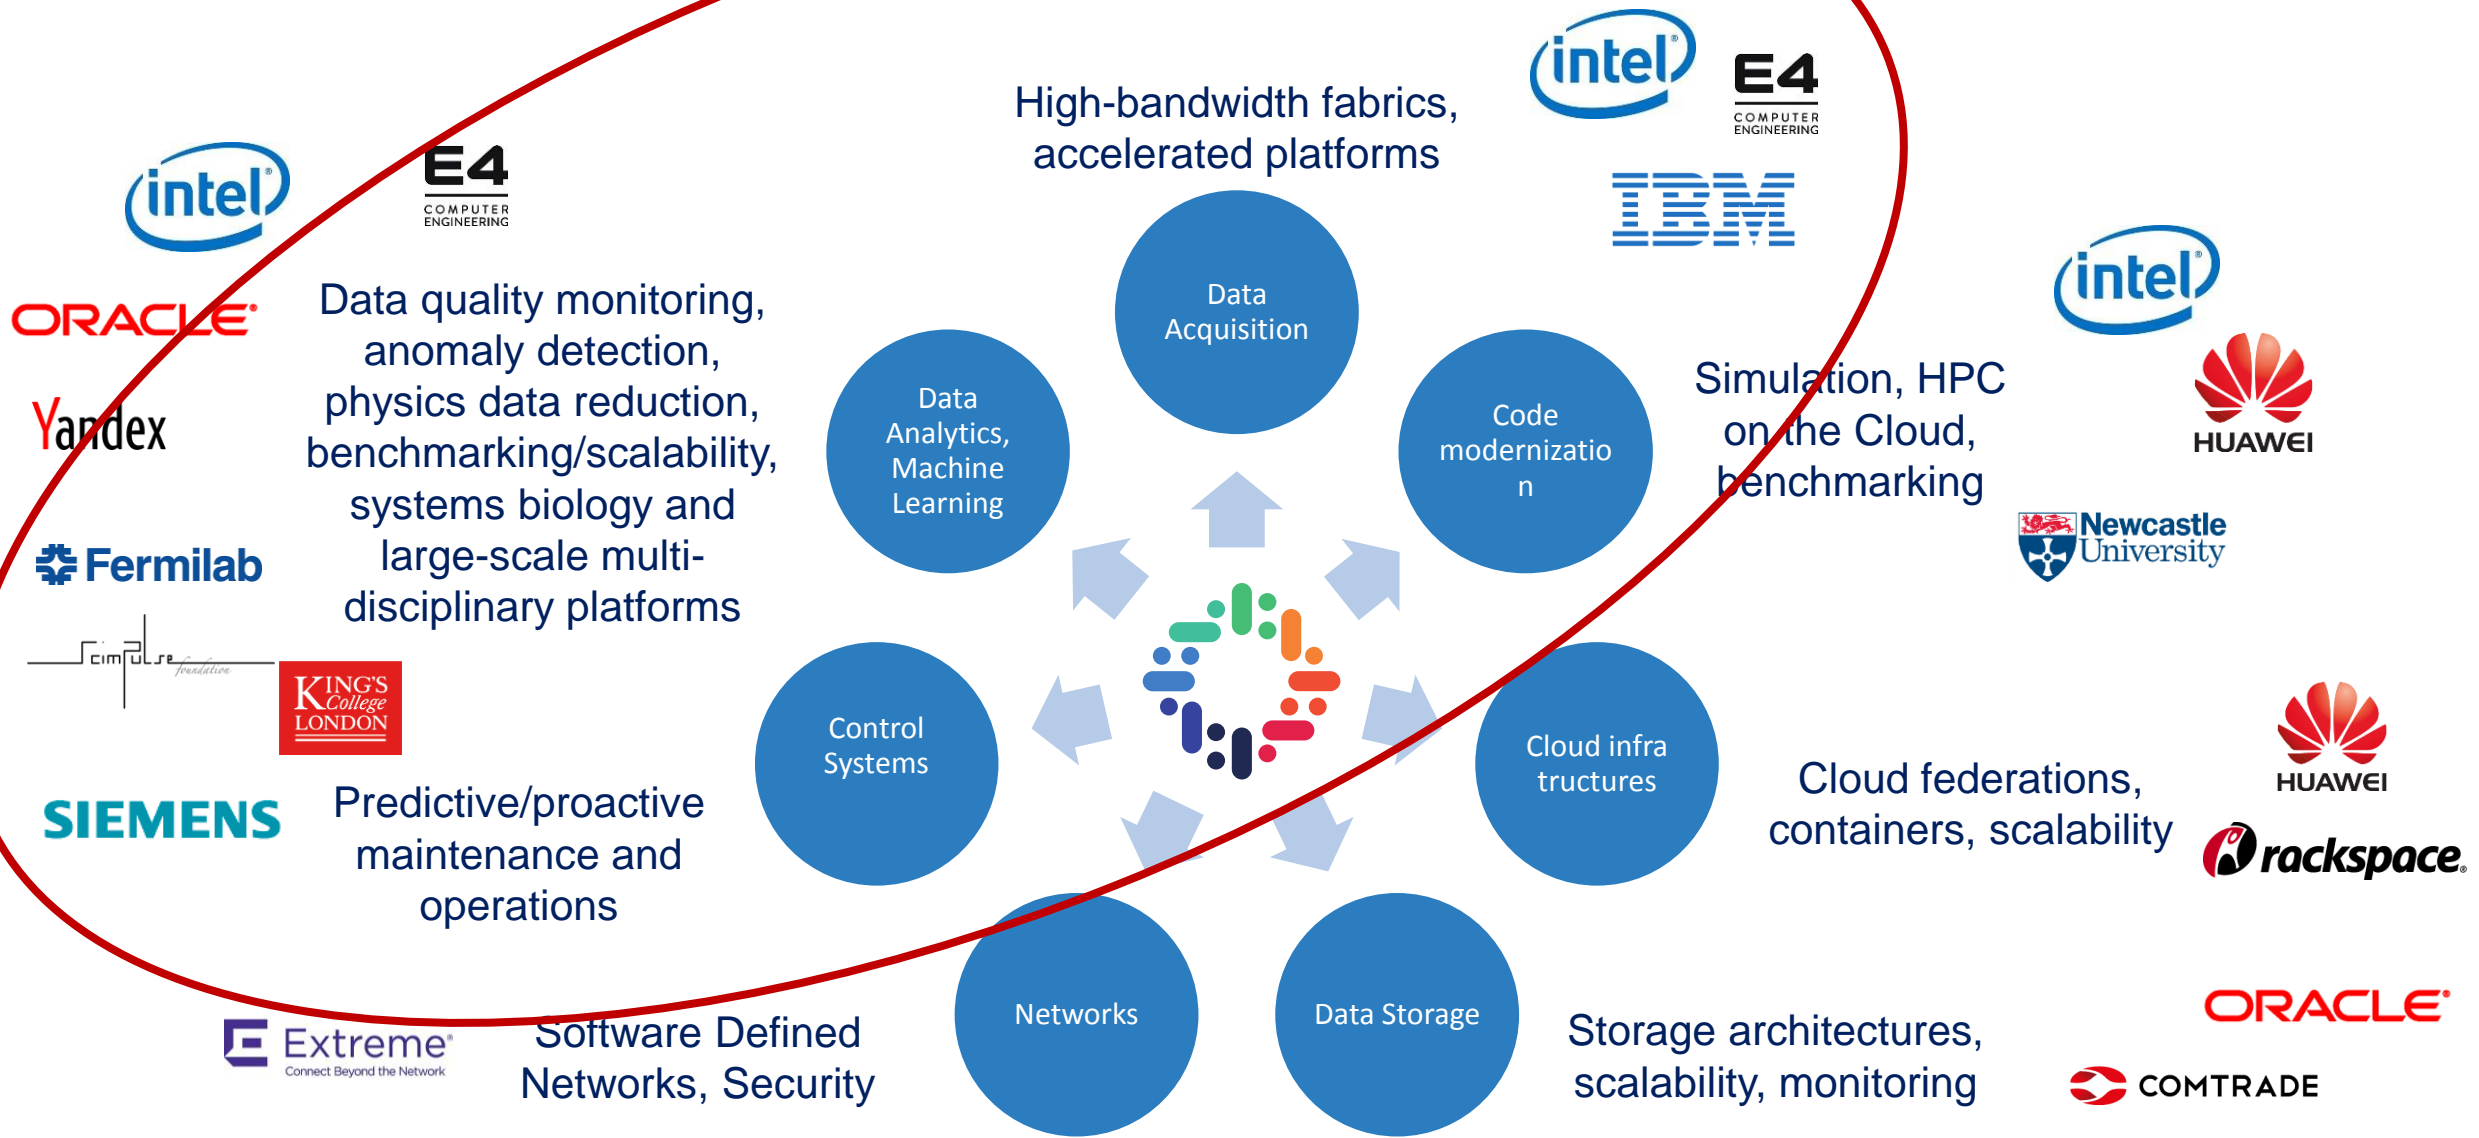 intel®
E4
COMPUTER
ENGINEERING
IBM
High-bandwidth fabrics,
accelerated platforms
Data
Acquisition
intel®
E4
COMPUTER
ENGINEERING
ORACLE®
Yandex
Fermilab
scimpulse
foundation
KING'S
College
LONDON
Data quality monitoring,
anomaly detection,
physics data reduction,
benchmarking/scalability,
systems biology and
large-scale multi-
disciplinary platforms
Data
Analytics,
Machine
Learning
Code
modernizatio
n
Simulation, HPC
on the Cloud,
benchmarking
intel®
HUAWEI
Newcastle
University
SIEMENS
Predictive/proactive
maintenance and
operations
Control
Systems
Cloud infra
tructures
Cloud federations,
containers, scalability
HUAWEI
rackspace®
Extreme®
Connect Beyond the Network
Software Defined
Networks, Security
Networks
Data Storage
Storage architectures,
scalability, monitoring
ORACLE®
COMTRADE